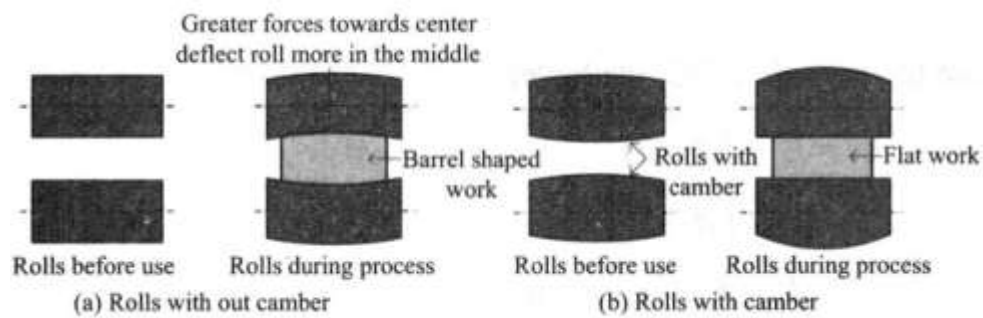 Greater forces towards center
deflect roll more in the middle
Barrel shaped
work
Rolls with
camber
Flat work
Rolls before use
Rolls during process
Rolls before use
Rolls during process
(a) Rolls with out camber
(b) Rolls with camber